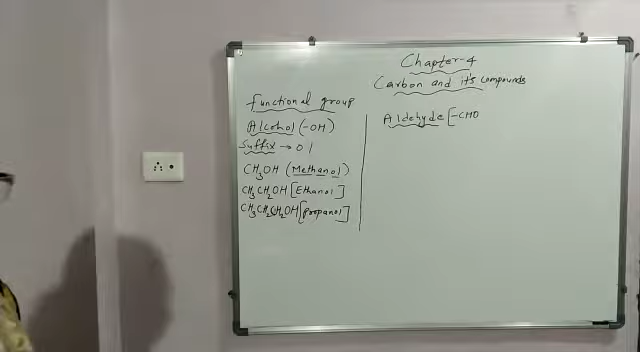 Chapter-4
Carbon and it's Compounds
Functional group
Alcohol (-OH)
Suffix → ol
CH₃OH (Methanol)
CH₃CH₂OH [Ethanol]
CH₃CH₂CH₂OH [Propanol]
Aldehyde [-CHO